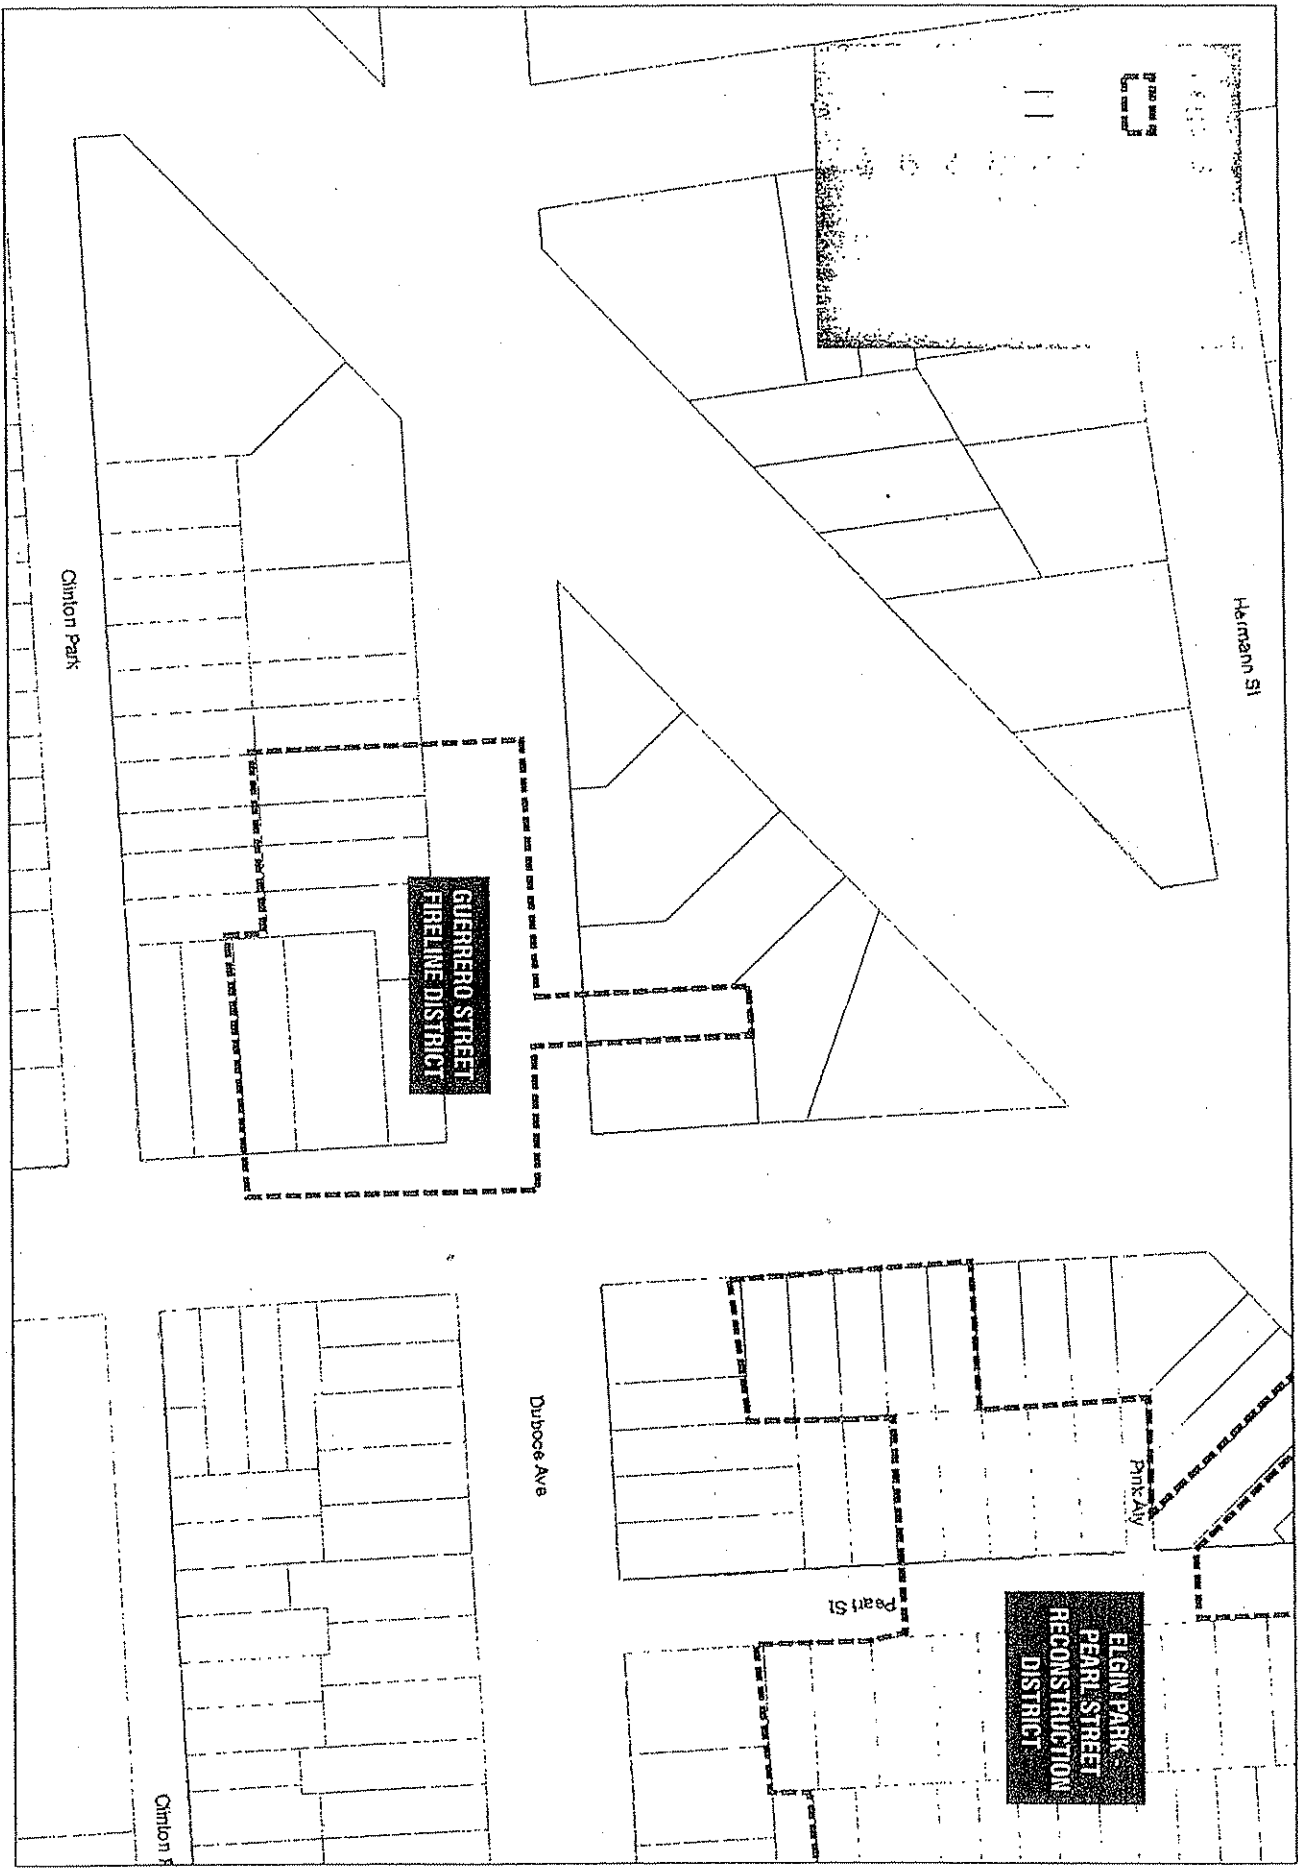 Hermann St
Clinton Park
GUERRERO STREET
FIRELINE DISTRICT
Duboce Ave
Pink Aly
Pearl St
ELGIN PARK -
PEARL STREET
RECONSTRUCTION
DISTRICT
Clinton P